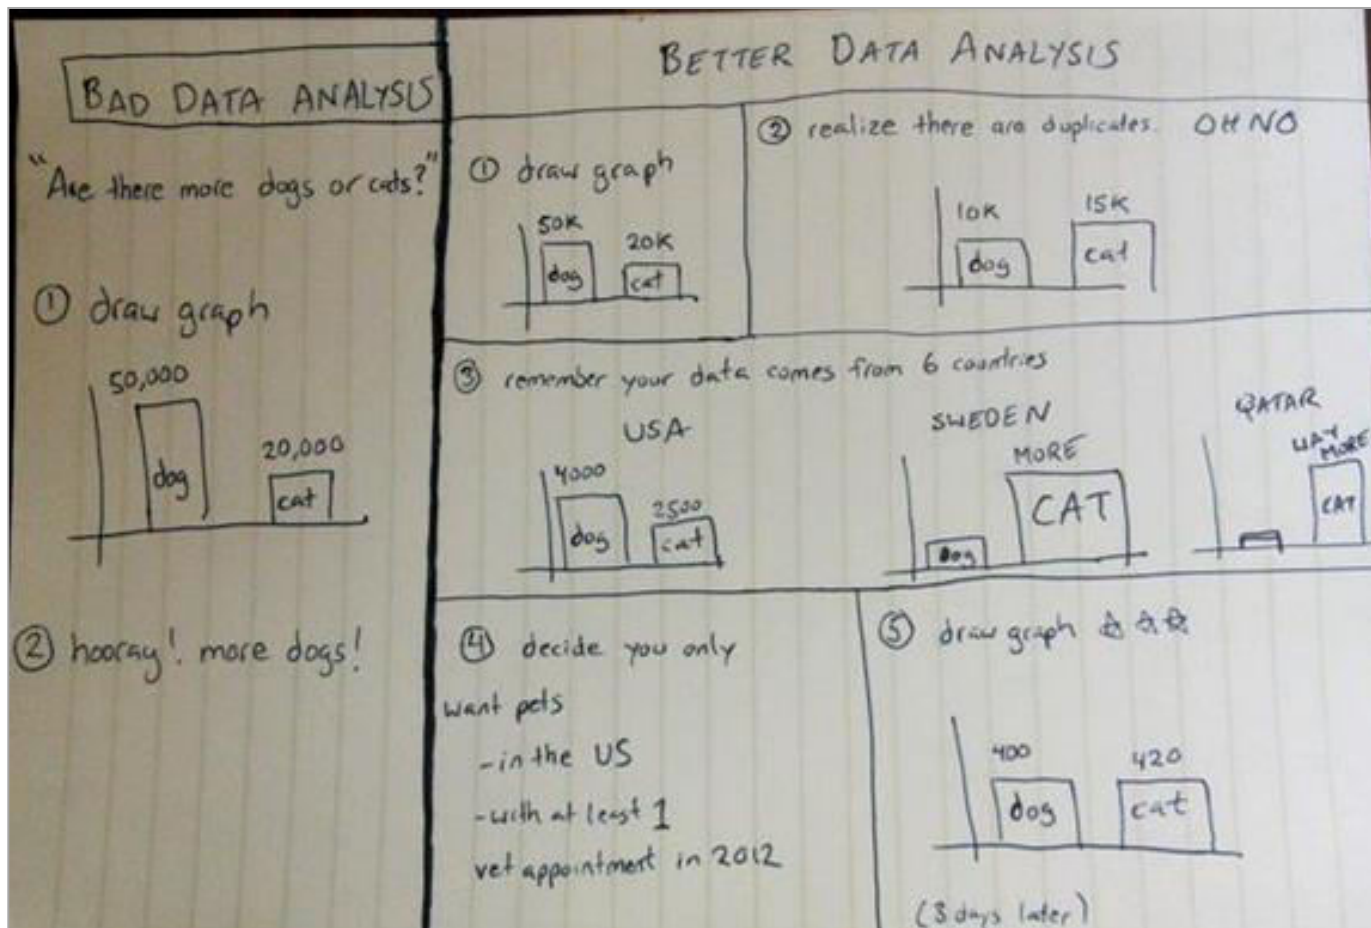 BAD DATA ANALYSIS
"Are there more dogs or cats?"
① draw graph
50,000
20,000
dog
cat
② hooray! more dogs!
BETTER DATA ANALYSIS
① draw graph
50K
20K
dog
cat
② realize there are duplicates. OH NO
10K
15K
dog
cat
③ remember your data comes from 6 countries
USA
4000
2500
dog
cat
SWEDEN
MORE
Dog
CAT
QATAR
WAY
MORE
CAT
④ decide you only
want pets
- in the US
- with at least 1
vet appointment in 2012
⑤ draw graph ☆☆☆
400
420
dog
cat
(3 days later)